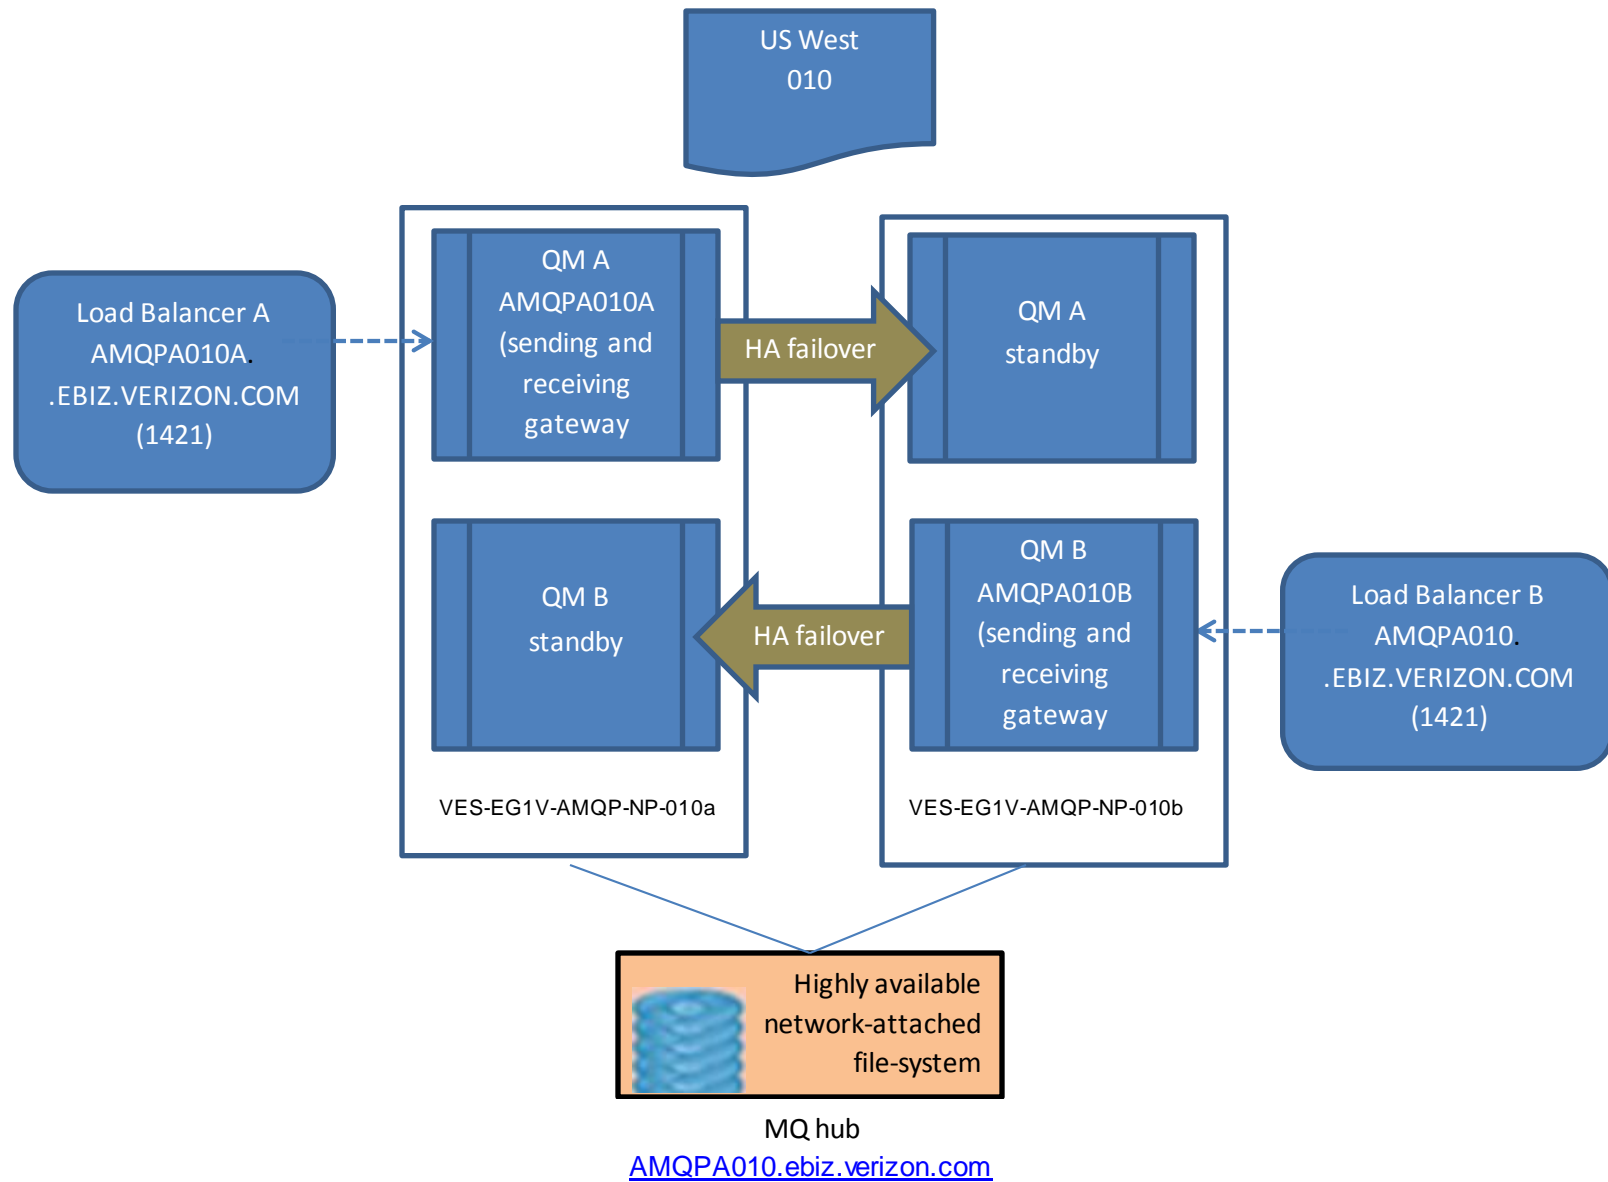 US West
010
Load Balancer A
AMQPA010A.
.EBIZ.VERIZON.COM
(1421)
QM A
AMQPA010A
(sending and
receiving
gateway
HA failover
QM A
standby
QM B
standby
HA failover
QM B
AMQPA010B
(sending and
receiving
gateway
Load Balancer B
AMQPA010.
.EBIZ.VERIZON.COM
(1421)
VES-EG1V-AMQP-NP-010a
VES-EG1V-AMQP-NP-010b
Highly available
network-attached
file-system
MQ hub
AMQPA010.ebiz.verizon.com